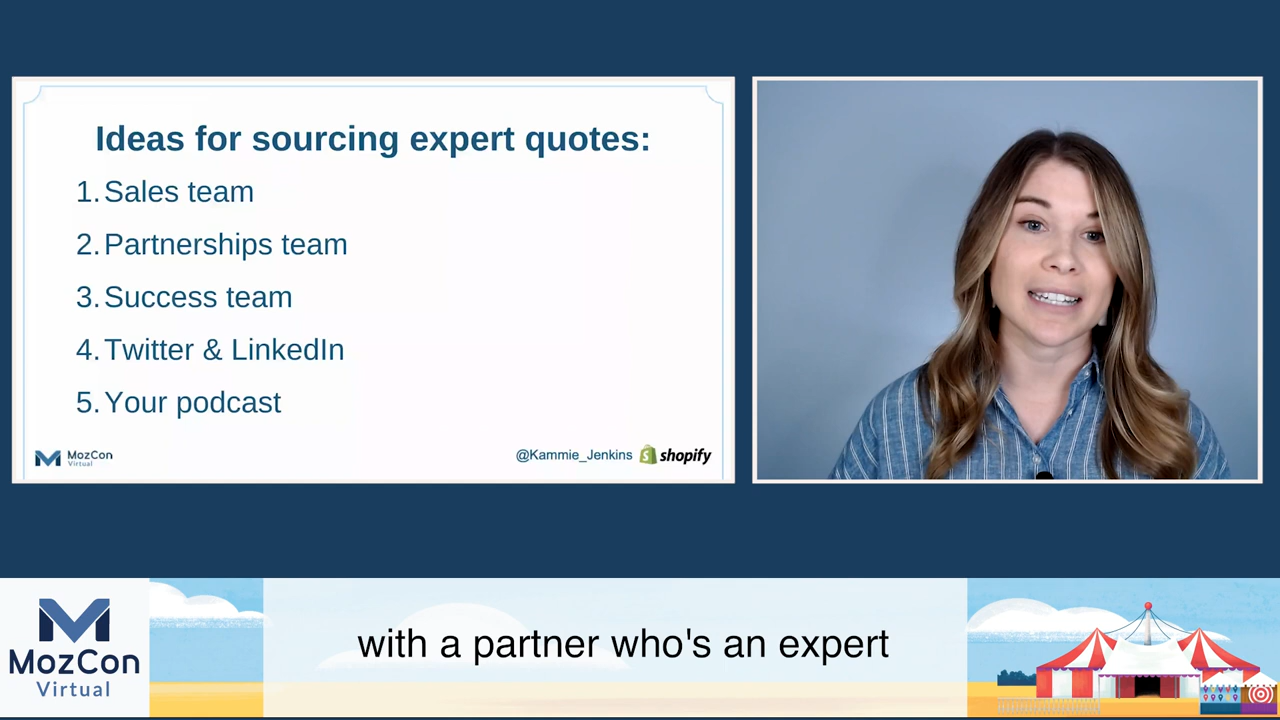 Ideas for sourcing expert quotes:
1. Sales team
2. Partnerships team
3. Success team
4. Twitter & LinkedIn
5. Your podcast
MozCon
Virtual
@Kammie_Jenkins
shopify
MozCon
Virtual
with a partner who's an expert